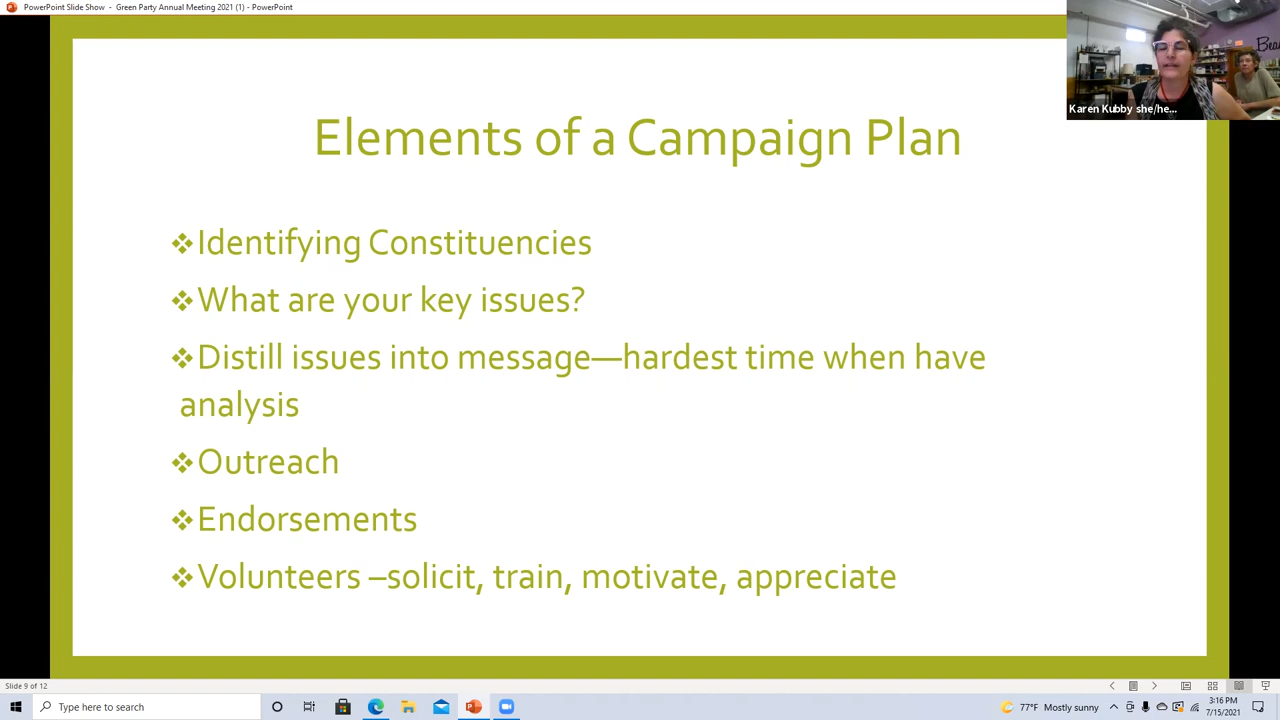 PowerPoint Slide Show - Green Party Annual Meeting 2021 (1) - PowerPoint
Karen Kubby she/he...
Elements of a Campaign Plan
❖Identifying Constituencies
❖What are your key issues?
❖Distill issues into message—hardest time when have
analysis
❖Outreach
❖Endorsements
❖Volunteers –solicit, train, motivate, appreciate
Slide 9 of 12
Type here to search
77°F Mostly sunny
3:16 PM
7/15/2021